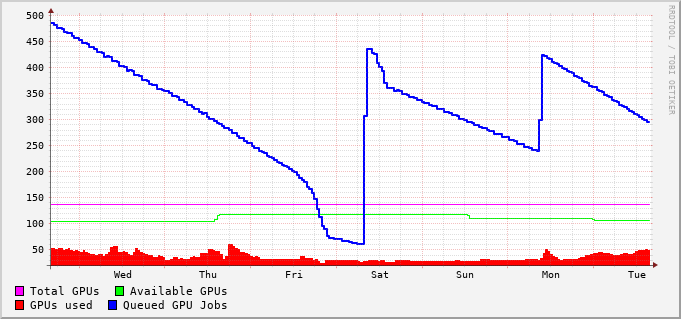 500
450
400
350
300
250
200
150
100
50
Wed Thu Fri Sat Sun Mon Tue
Total GPUs Available GPUs
GPUs used Queued GPU Jobs
RRDTOOL / TOBI OETIKER